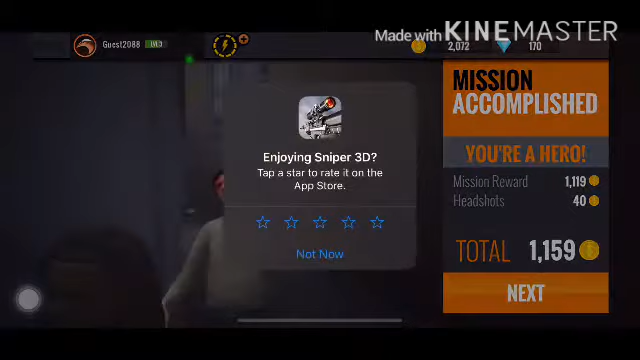 Made with KINEMASTER
Guest2088 LVL3
2,072 170
MISSION
ACCOMPLISHED
YOU'RE A HERO!
Mission Reward 1,119
Headshots 40
TOTAL 1,159
NEXT
Enjoying Sniper 3D?
Tap a star to rate it on the
App Store.
Not Now